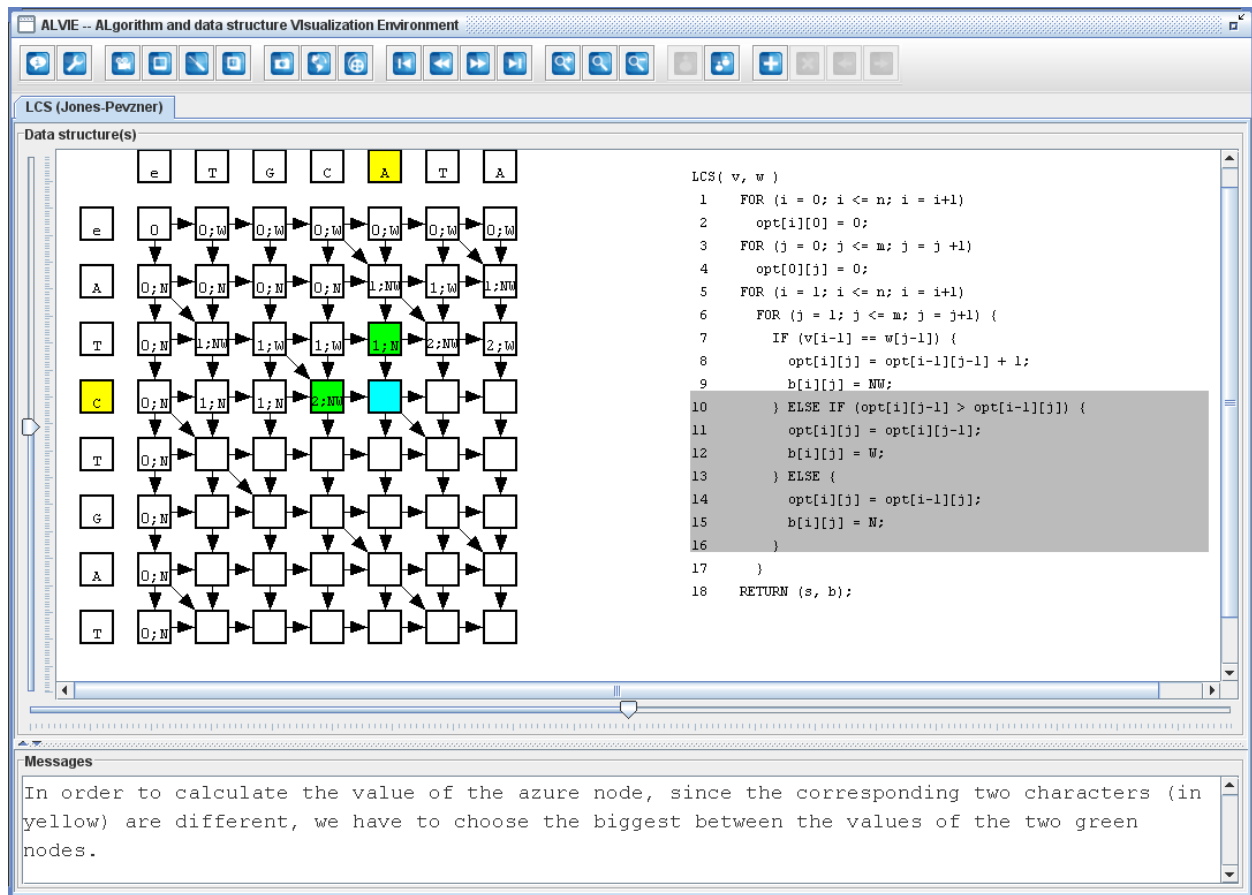 ALVIE -- ALgorithm and data structure VIsualization Environment
LCS (Jones-Pevzner)
Data structure(s)
e T G C A T A
e 0 0;W 0;W 0;W 0;W 0;W 0;W
A 0;N 0;N 0;N 0;N 1;NW 1;W 1;NW
T 0;N 1;NW 1;W 1;W 1;N 2;NW 2;W
C 0;N 1;N 1;N 2;NW
T 0;N
G 0;N
A 0;N
T 0;N
LCS( v, w )
1 FOR (i = 0; i <= n; i = i+1)
2 opt[i][0] = 0;
3 FOR (j = 0; j <= m; j = j +1)
4 opt[0][j] = 0;
5 FOR (i = 1; i <= n; i = i+1)
6 FOR (j = 1; j <= m; j = j+1) {
7 IF (v[i-1] == w[j-1]) {
8 opt[i][j] = opt[i-1][j-1] + 1;
9 b[i][j] = NW;
10 } ELSE IF (opt[i][j-1] > opt[i-1][j]) {
11 opt[i][j] = opt[i][j-1];
12 b[i][j] = W;
13 } ELSE {
14 opt[i][j] = opt[i-1][j];
15 b[i][j] = N;
16 }
17 }
18 RETURN (s, b);
Messages
In order to calculate the value of the azure node, since the corresponding two characters (in
yellow) are different, we have to choose the biggest between the values of the two green
nodes.